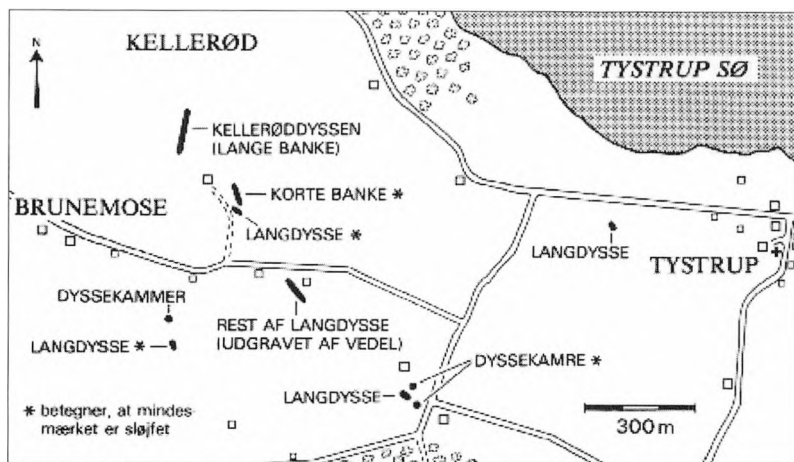 KELLERØD
N
TYSTRUP SØ
KELLERØDDYSSEN
(LANGE BANKE)
KORTE BANKE *
BRUNEMOSE
LANGDYSSE *
LANGDYSSE
TYSTRUP
DYSSEKAMMER
REST AF LANGDYSSE
(UDGRAVET AF VEDEL)
LANGDYSSE *
DYSSEKAMRE *
LANGDYSSE
* betegner, at mindes-
mærket er sløjfet
300 m